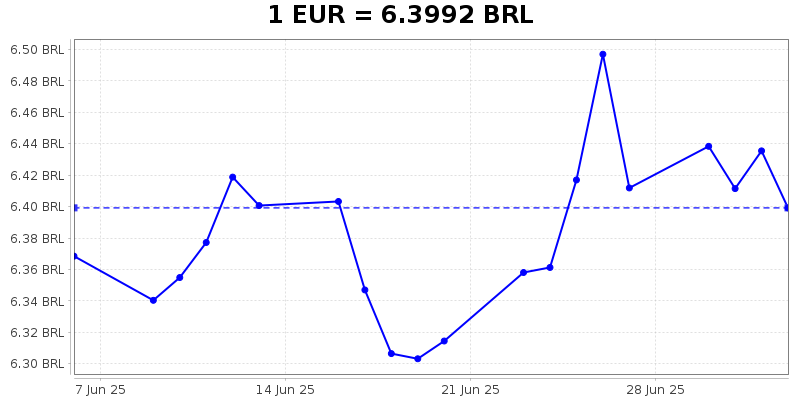 1 EUR = 6.3992 BRL
6.50 BRL
6.48 BRL
6.46 BRL
6.44 BRL
6.42 BRL
6.40 BRL
6.38 BRL
6.36 BRL
6.34 BRL
6.32 BRL
6.30 BRL
7 Jun 25 14 Jun 25 21 Jun 25 28 Jun 25